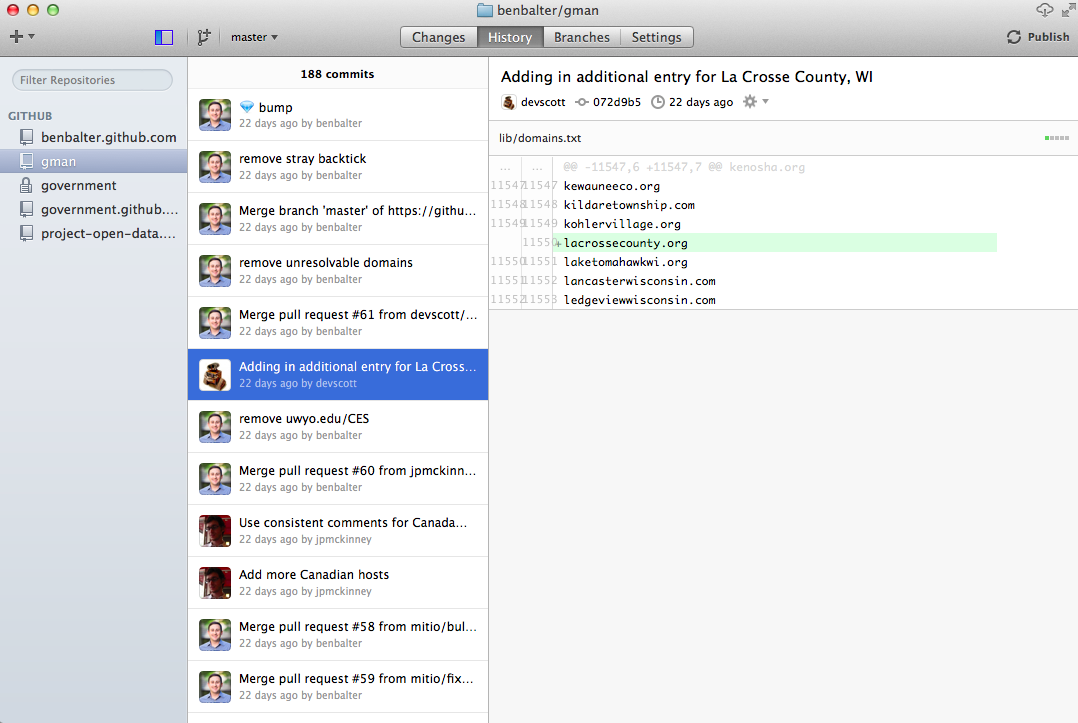 benbalter/gman
master
Changes
History
Branches
Settings
Publish
Filter Repositories
GITHUB
benbalter.github.com
gman
government
government.github....
project-open-data....
188 commits
bump
22 days ago by benbalter
remove stray backtick
22 days ago by benbalter
Merge branch 'master' of https://githu...
22 days ago by benbalter
remove unresolvable domains
22 days ago by benbalter
Merge pull request #61 from devscott/...
22 days ago by benbalter
Adding in additional entry for La Cross...
22 days ago by devscott
remove uwyo.edu/CES
22 days ago by benbalter
Merge pull request #60 from jpmckinn...
22 days ago by benbalter
Use consistent comments for Canada...
22 days ago by jpmckinney
Add more Canadian hosts
22 days ago by jpmckinney
Merge pull request #58 from mitio/bul...
22 days ago by benbalter
Merge pull request #59 from mitio/fix...
22 days ago by benbalter
Adding in additional entry for La Crosse County, WI
devscott 072d9b5 22 days ago
lib/domains.txt
... ... @@ -11547,6 +11547,7 @@ kenosha.org
11547 11547 kewauneeco.org
11548 11548 kildaretownship.com
11549 11549 kohlervillage.org
11550 +lacrossecounty.org
11550 11551 laketomahawkwi.org
11551 11552 lancasterwisconsin.com
11552 11553 ledgeviewwisconsin.com